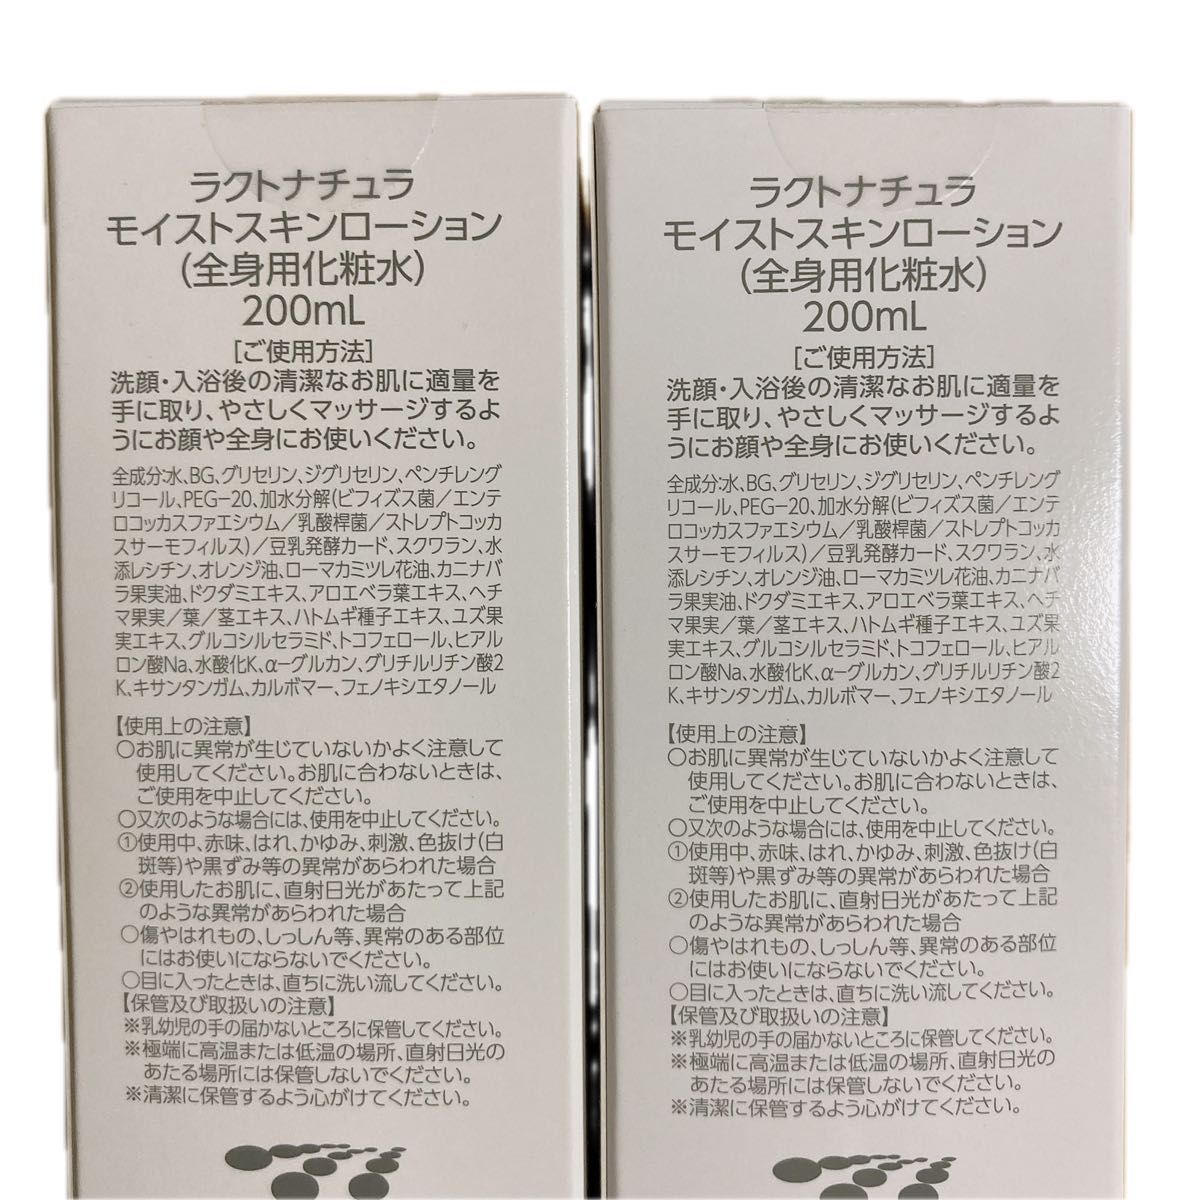 ラクトナチュラ
モイストスキンローション
(全身用化粧水)
200mL
[ご使用方法]
洗顔・入浴後の清潔なお肌に適量を
手に取り、やさしくマッサージするよ
うにお顔や全身にお使いください。
全成分:水、BG、グリセリン、ジグリセリン、ペンチレング
リコール、PEG-20、加水分解(ビフィズス菌/エンテ
ロコッカスファエシウム/乳酸桿菌/ストレプトコッカ
スサーモフィルス)/豆乳発酵カード、スクワラン、水
添レシチン、オレンジ油、ローマカミツレ花油、カニナバ
ラ果実油、ドクダミエキス、アロエベラ葉エキス、ヘチ
マ果実/葉/茎エキス、ハトムギ種子エキス、ユズ果
実エキス、グルコシルセラミド、トコフェロール、ヒアル
ロン酸Na、水酸化K、α-グルカン、グリチルリチン酸2
K、キサンタンガム、カルボマー、フェノキシエタノール
【使用上の注意】
○お肌に異常が生じていないかよく注意して
使用してください。お肌に合わないときは、
ご使用を中止してください。
○又次のような場合には、使用を中止してください。
①使用中、赤味、はれ、かゆみ、刺激、色抜け(白
斑等)や黒ずみ等の異常があらわれた場合
②使用したお肌に、直射日光があたって上記
のような異常があらわれた場合
○傷やはれもの、しっしん等、異常のある部位
にはお使いにならないでください。
○目に入ったときは、直ちに洗い流してください。
【保管及び取扱いの注意】
※乳幼児の手の届かないところに保管してください。
※極端に高温または低温の場所、直射日光の
あたる場所には保管しないでください。
※清潔に保管するよう心がけてください。
ラクトナチュラ
モイストスキンローション
(全身用化粧水)
200mL
[ご使用方法]
洗顔・入浴後の清潔なお肌に適量を
手に取り、やさしくマッサージするよ
うにお顔や全身にお使いください。
全成分:水、BG、グリセリン、ジグリセリン、ペンチレング
リコール、PEG-20、加水分解(ビフィズス菌/エンテ
ロコッカスファエシウム/乳酸桿菌/ストレプトコッカ
スサーモフィルス)/豆乳発酵カード、スクワラン、水
添レシチン、オレンジ油、ローマカミツレ花油、カニナバ
ラ果実油、ドクダミエキス、アロエベラ葉エキス、ヘチ
マ果実/葉/茎エキス、ハトムギ種子エキス、ユズ果
実エキス、グルコシルセラミド、トコフェロール、ヒアル
ロン酸Na、水酸化K、α-グルカン、グリチルリチン酸2
K、キサンタンガム、カルボマー、フェノキシエタノール
【使用上の注意】
○お肌に異常が生じていないかよく注意して
使用してください。お肌に合わないときは、
ご使用を中止してください。
○又次のような場合には、使用を中止してください。
①使用中、赤味、はれ、かゆみ、刺激、色抜け(白
斑等)や黒ずみ等の異常があらわれた場合
②使用したお肌に、直射日光があたって上記
のような異常があらわれた場合
○傷やはれもの、しっしん等、異常のある部位
にはお使いにならないでください。
○目に入ったときは、直ちに洗い流してください。
【保管及び取扱いの注意】
※乳幼児の手の届かないところに保管してください。
※極端に高温または低温の場所、直射日光の
あたる場所には保管しないでください。
※清潔に保管するよう心がけてください。